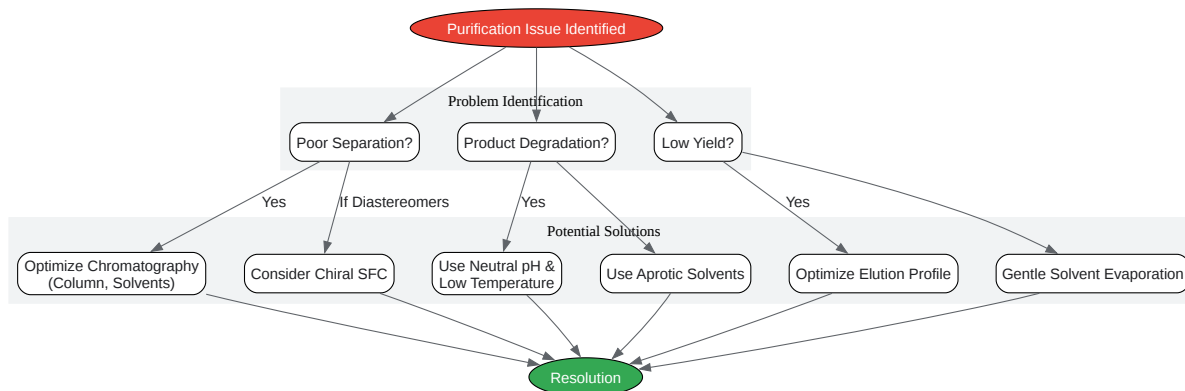 Purification Issue Identified
Problem Identification
Poor Separation?
Product Degradation?
Low Yield?
Yes
If Diastereomers
Yes
Yes
Potential Solutions
Optimize Chromatography
(Column, Solvents)
Consider Chiral SFC
Use Neutral pH &
Low Temperature
Use Aprotic Solvents
Optimize Elution Profile
Gentle Solvent Evaporation
Resolution